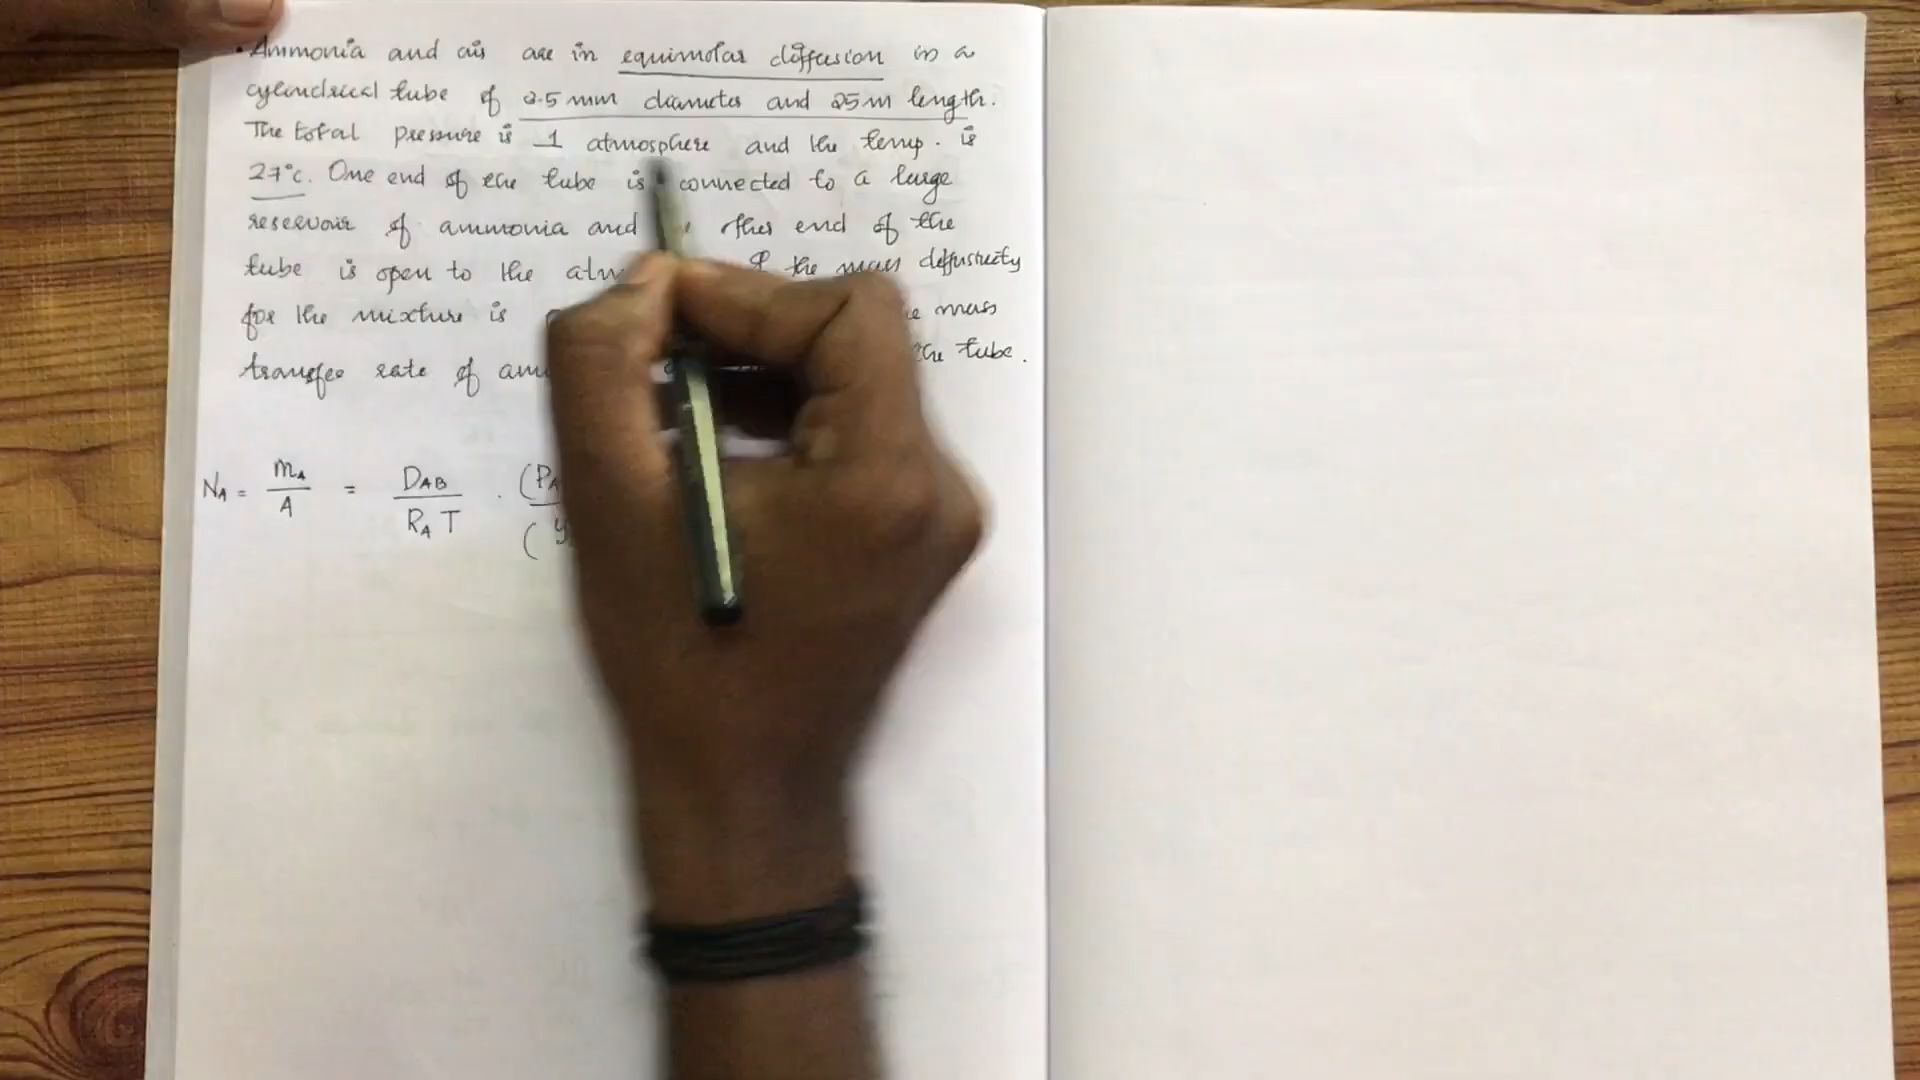 Ammonia and air are in equimolar diffusion in a
cylindrical tube of 2.5 mm diameter and 25m length.
The total pressure is 1 atmosphere and the temp. is
27°c. One end of the tube is connected to a large
reservoir of ammonia and other end of the
tube is open to the the mass diffusivity
for the mixture is mass
transfer rate of the tube.
NA = mA / A = DAB / RA T . (PA
(